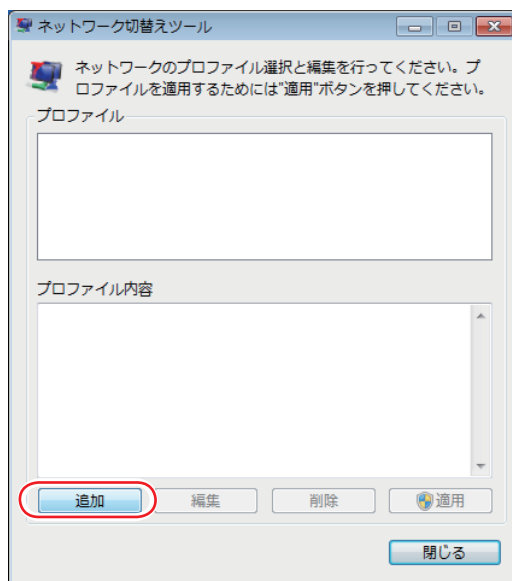 ネットワーク切替えツール
ネットワークのプロファイル選択と編集を行ってください。プ
ロファイルを適用するためには"適用"ボタンを押してください。
プロファイル
プロファイル内容
追加 編集 削除 適用
閉じる